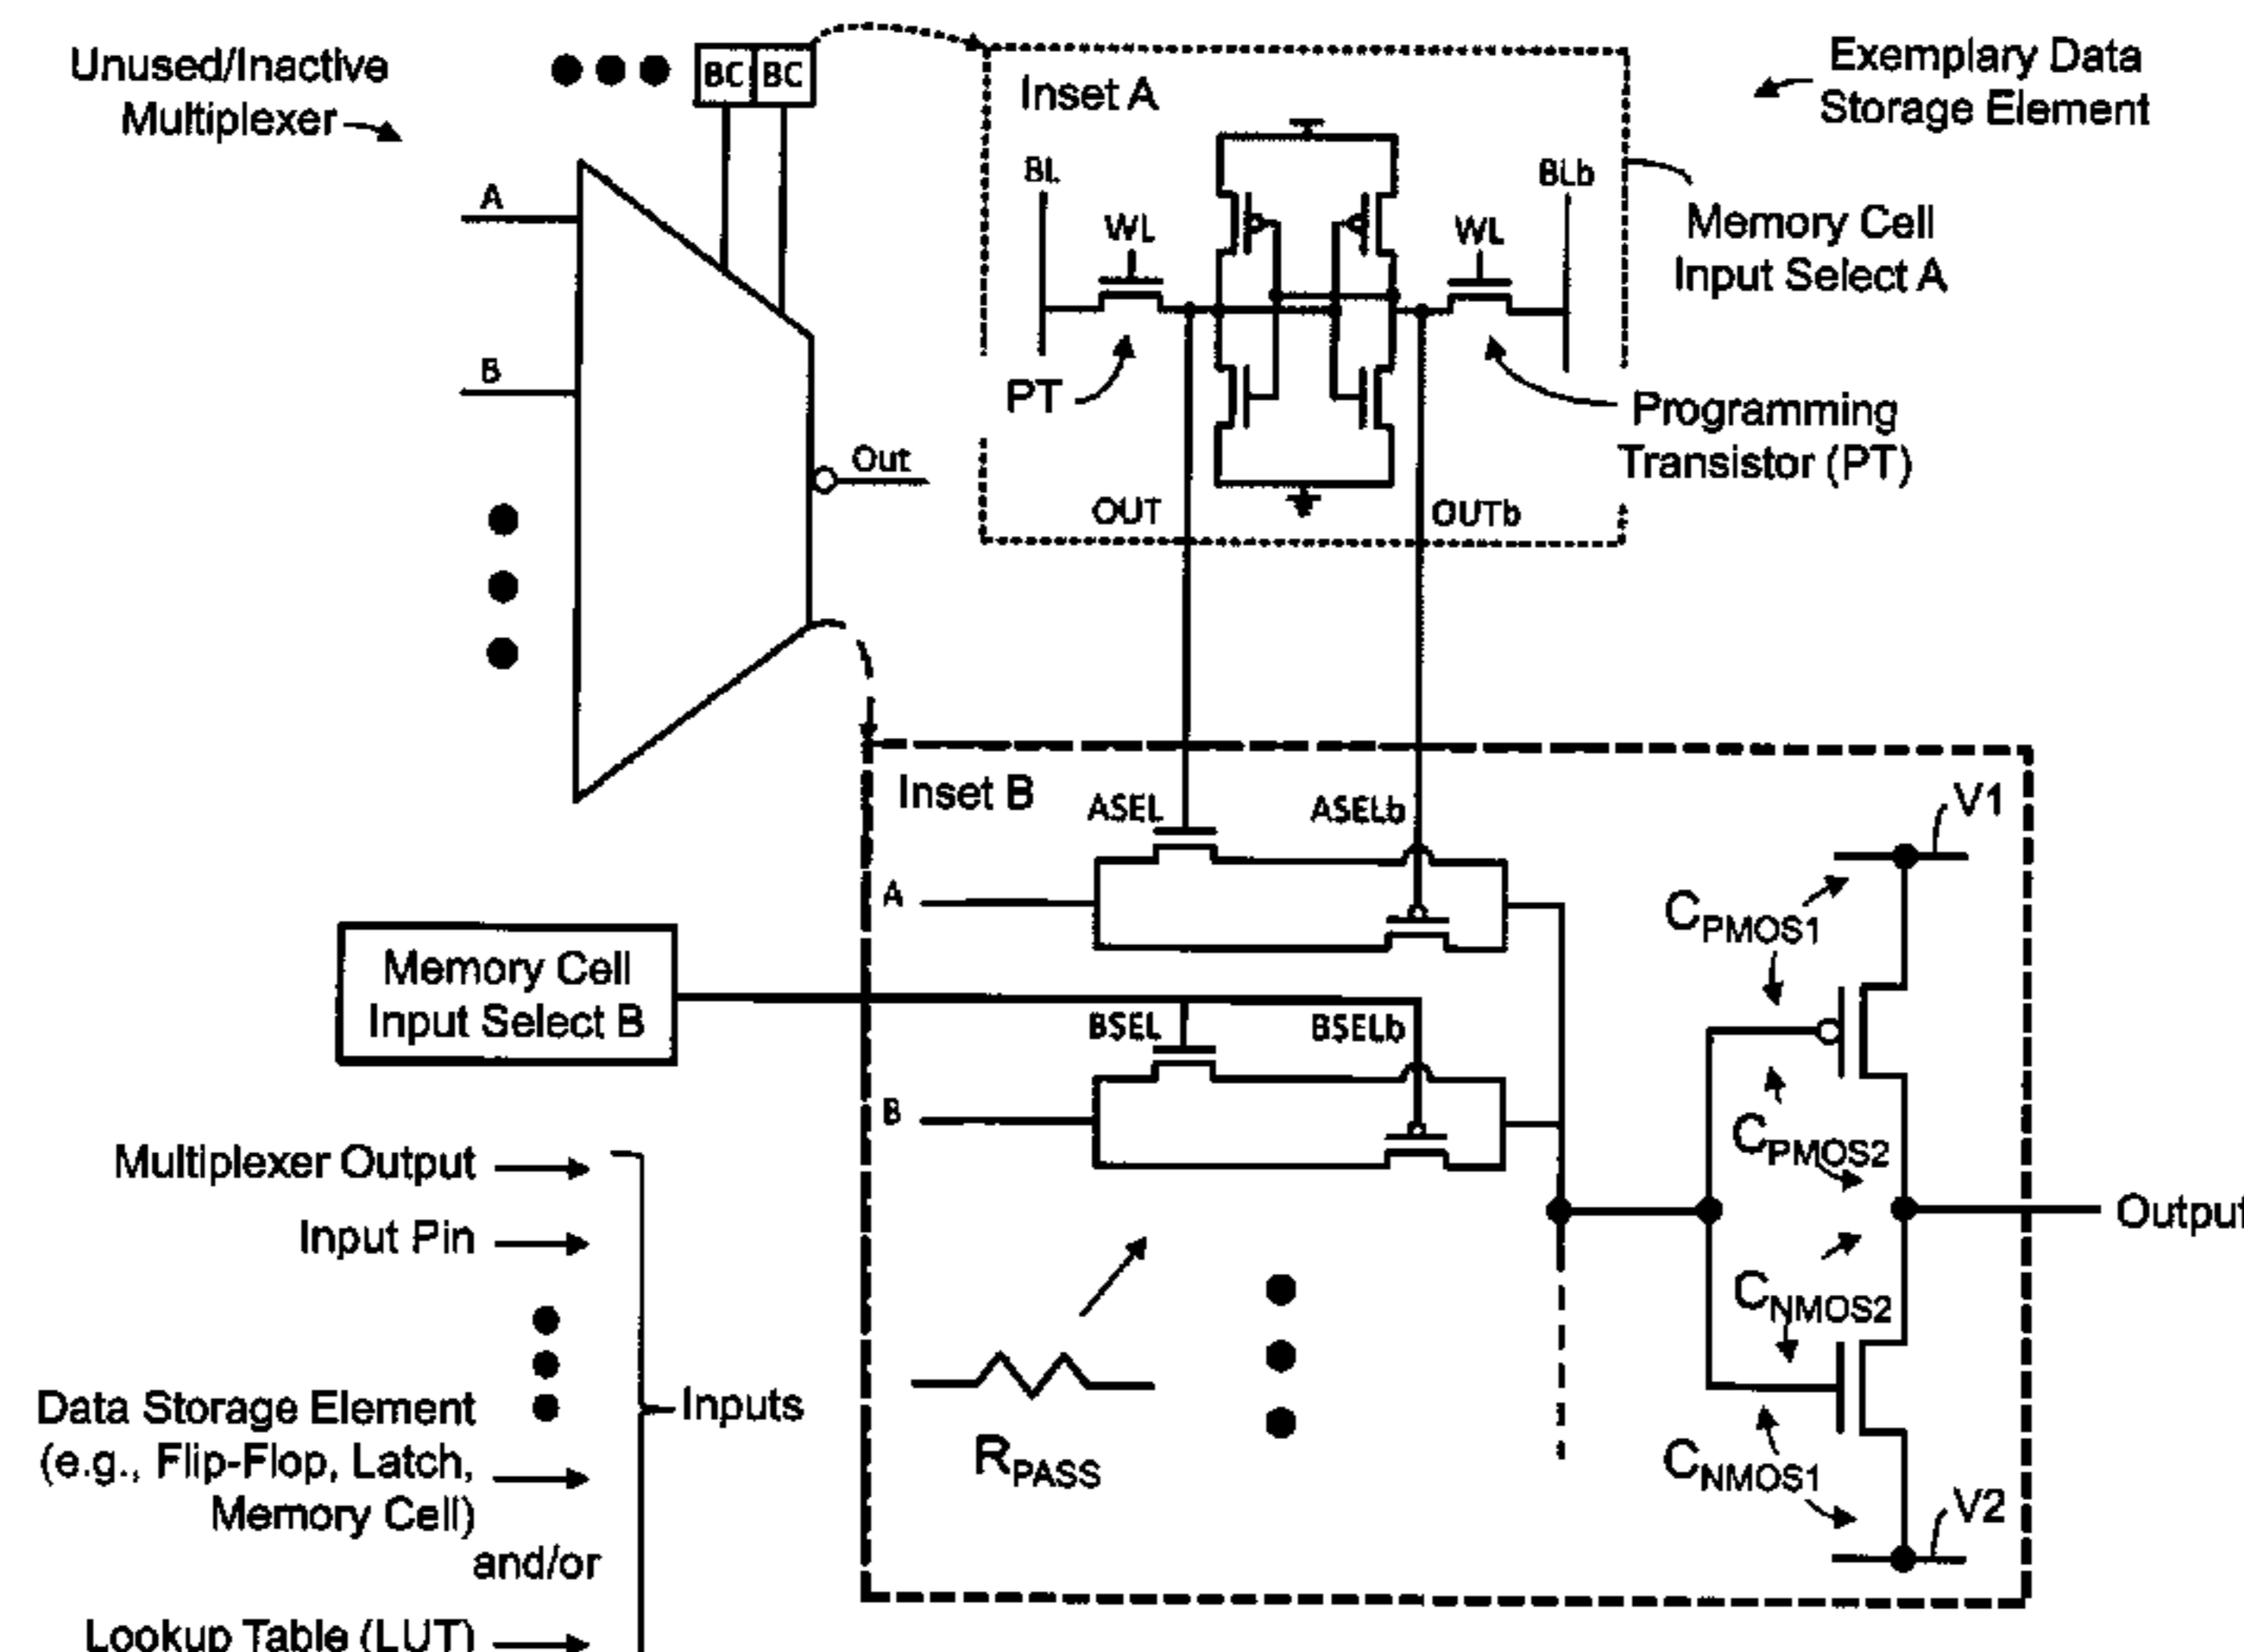 Unused/Inactive
Multiplexer
BC BC
Inset A
Exemplary Data
Storage Element
BL
WL
WL
BLb
Memory Cell
Input Select A
A
B
Out
PT
Programming
Transistor (PT)
OUT
OUTb
Inset B
ASEL
ASELb
V1
A
CPMOS1
Memory Cell
Input Select B
BSEL
BSELb
B
CPMOS2
Output
Multiplexer Output
Input Pin
CNMOS2
Data Storage Element
(e.g., Flip-Flop, Latch,
Memory Cell)
Inputs
RPASS
CNMOS1
V2
and/or
Lookup Table (LUT)